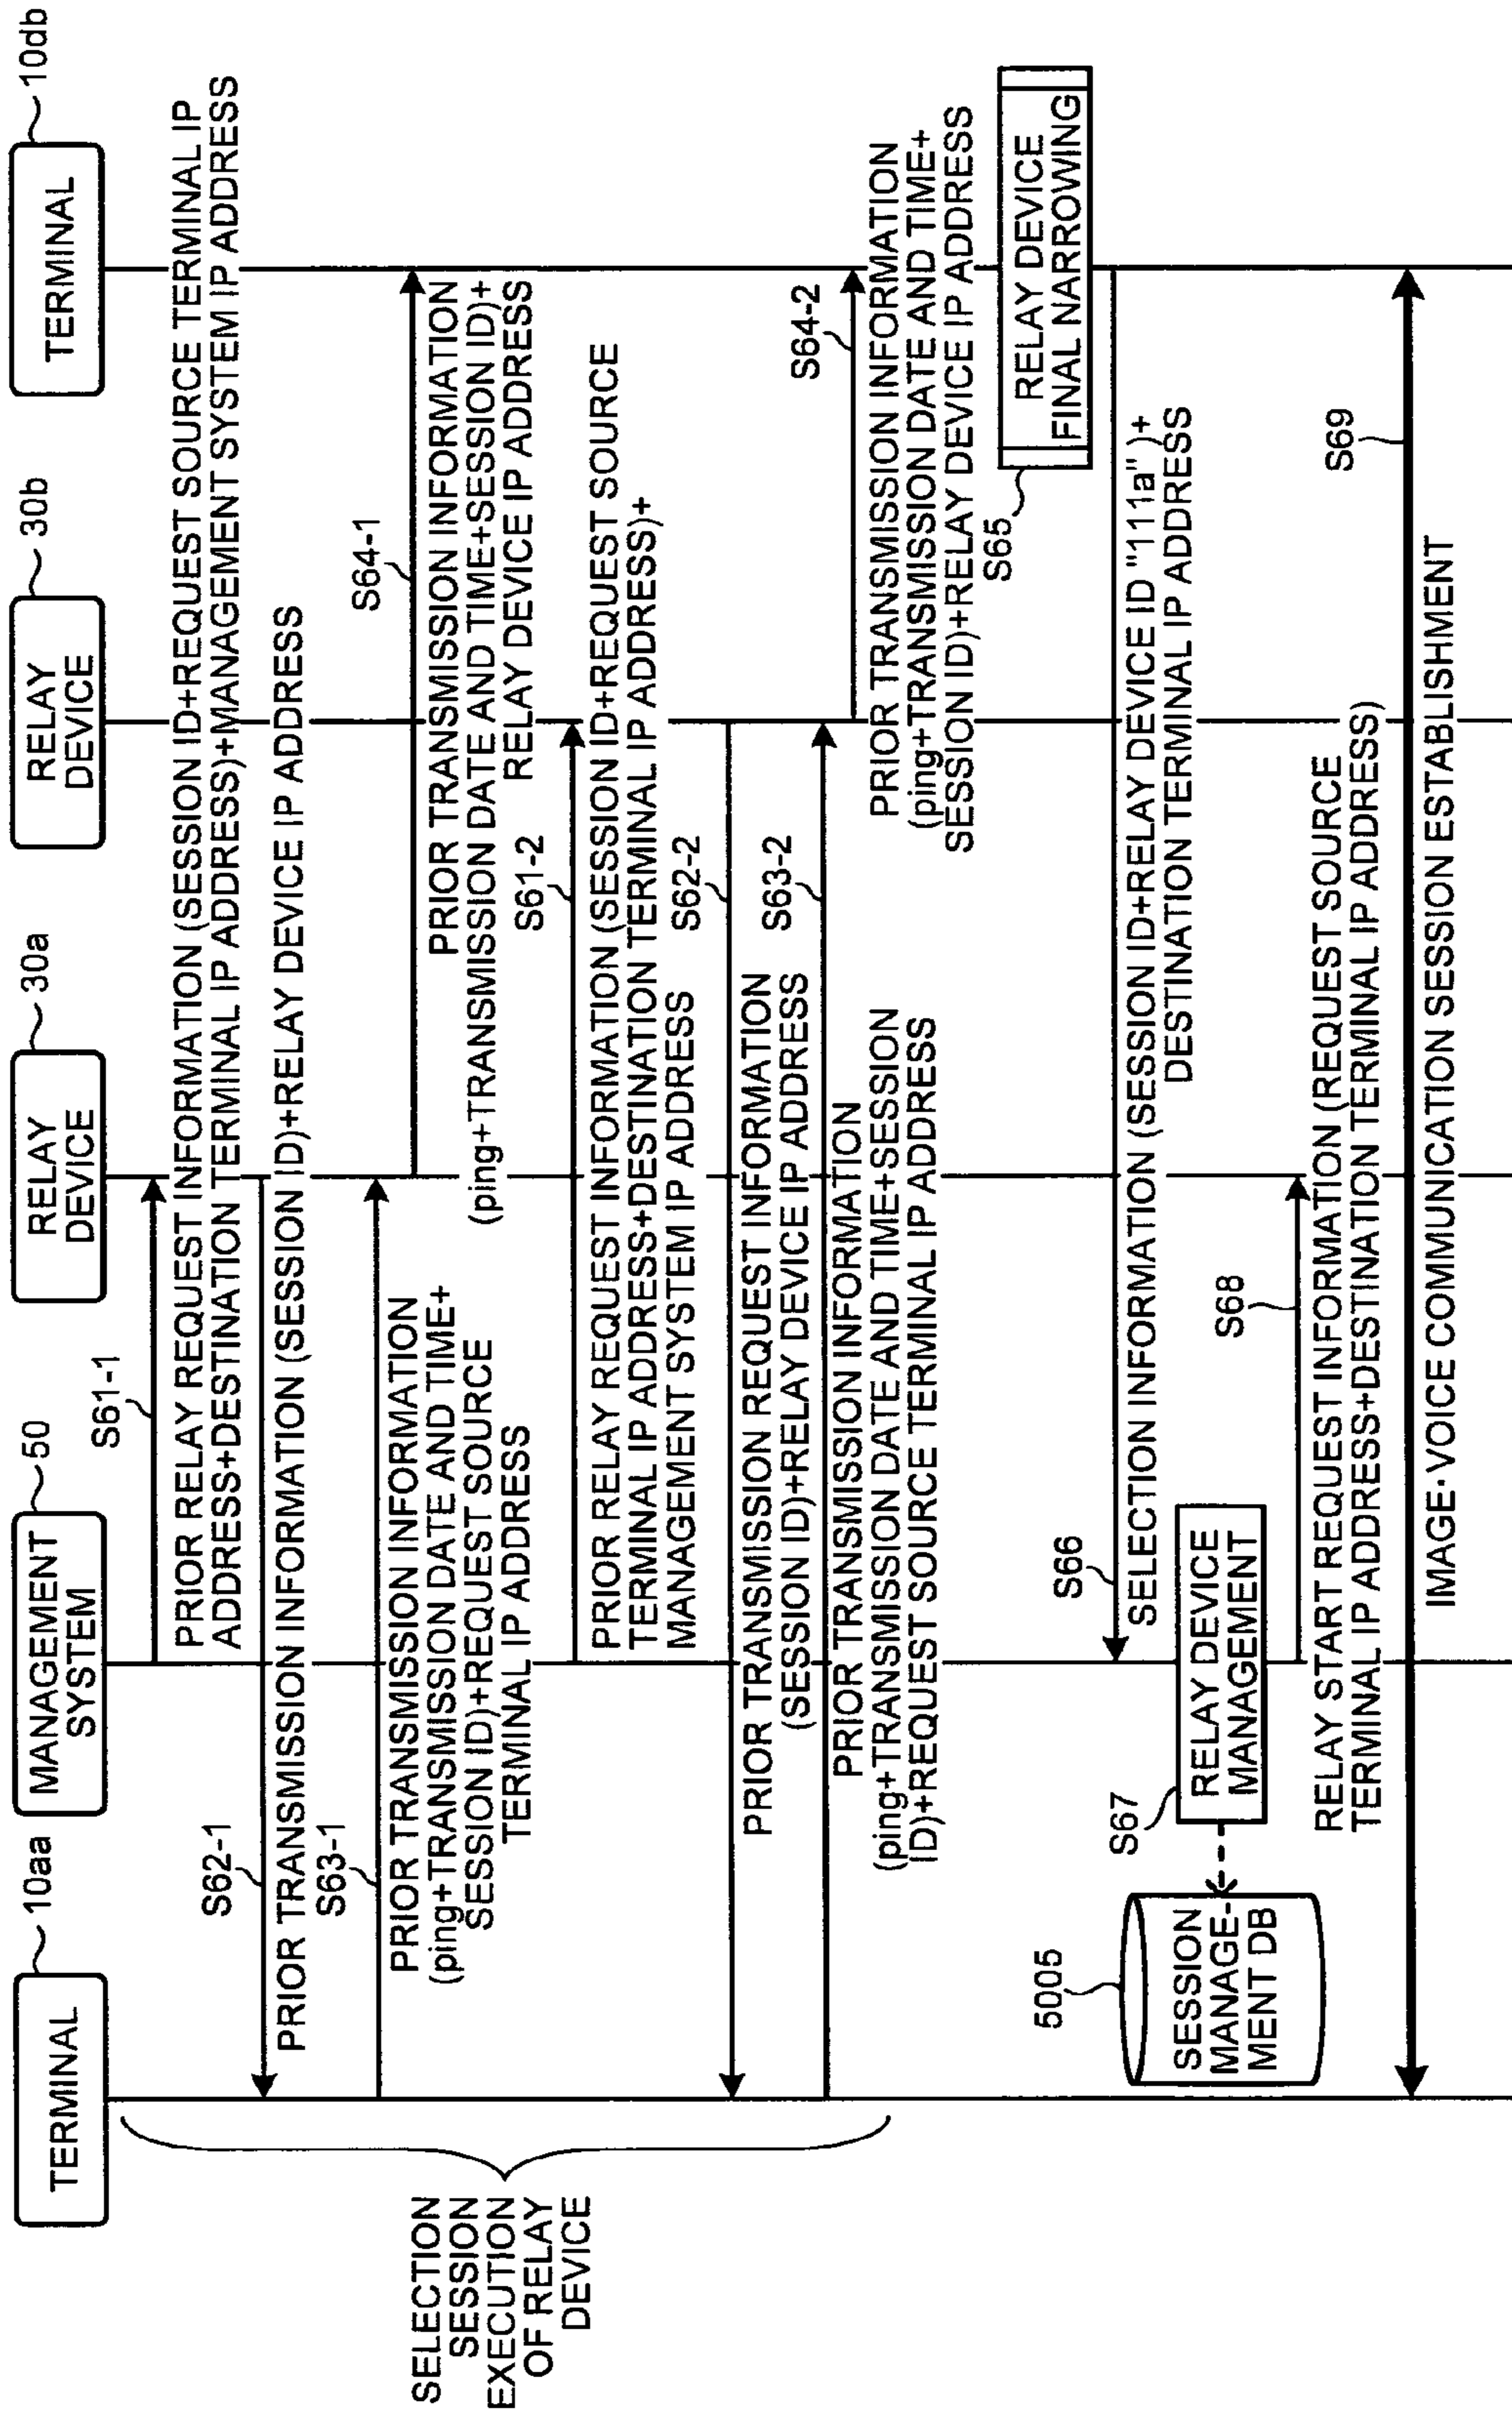 TERMINAL
10aa
MANAGEMENT
SYSTEM
50
RELAY
DEVICE
30a
RELAY
DEVICE
30b
TERMINAL
10db
S61-1
PRIOR RELAY REQUEST INFORMATION (SESSION ID+REQUEST SOURCE TERMINAL IP
ADDRESS+DESTINATION TERMINAL IP ADDRESS)+MANAGEMENT SYSTEM IP ADDRESS
S62-1
PRIOR TRANSMISSION INFORMATION (SESSION ID)+RELAY DEVICE IP ADDRESS
S63-1
PRIOR TRANSMISSION INFORMATION
(ping+TRANSMISSION DATE AND TIME+
SESSION ID)+REQUEST SOURCE
TERMINAL IP ADDRESS
S64-1
PRIOR TRANSMISSION INFORMATION
(ping+TRANSMISSION DATE AND TIME+SESSION ID)+
RELAY DEVICE IP ADDRESS
SELECTION
SESSION
EXECUTION
OF RELAY
DEVICE
S61-2
PRIOR RELAY REQUEST INFORMATION (SESSION ID+REQUEST SOURCE
TERMINAL IP ADDRESS+DESTINATION TERMINAL IP ADDRESS)+
MANAGEMENT SYSTEM IP ADDRESS
S62-2
PRIOR TRANSMISSION REQUEST INFORMATION
(SESSION ID)+RELAY DEVICE IP ADDRESS
S63-2
PRIOR TRANSMISSION INFORMATION
(ping+TRANSMISSION DATE AND TIME+SESSION
ID)+REQUEST SOURCE TERMINAL IP ADDRESS
S64-2
PRIOR TRANSMISSION INFORMATION
(ping+TRANSMISSION DATE AND TIME+
SESSION ID)+RELAY DEVICE IP ADDRESS
S65
RELAY DEVICE
FINAL NARROWING
S66
SELECTION INFORMATION (SESSION ID+RELAY DEVICE ID "111a")+
DESTINATION TERMINAL IP ADDRESS
S67
RELAY DEVICE
MANAGEMENT
5005
SESSION
MANAGE-
MENT DB
S68
RELAY START REQUEST INFORMATION (REQUEST SOURCE
TERMINAL IP ADDRESS+DESTINATION TERMINAL IP ADDRESS)
S69
IMAGE·VOICE COMMUNICATION SESSION ESTABLISHMENT